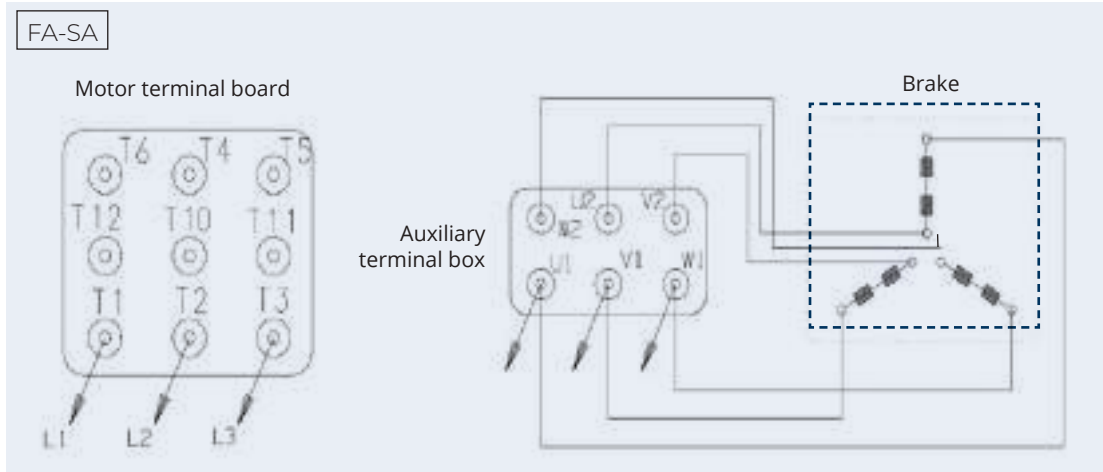 FA-SA
Motor terminal board
Brake
T6 T4 T5
T12 T10 T11
T1 T2 T3
L1 L2 L3
Auxiliary
terminal box
W2 U2 V2
U1 V1 W1